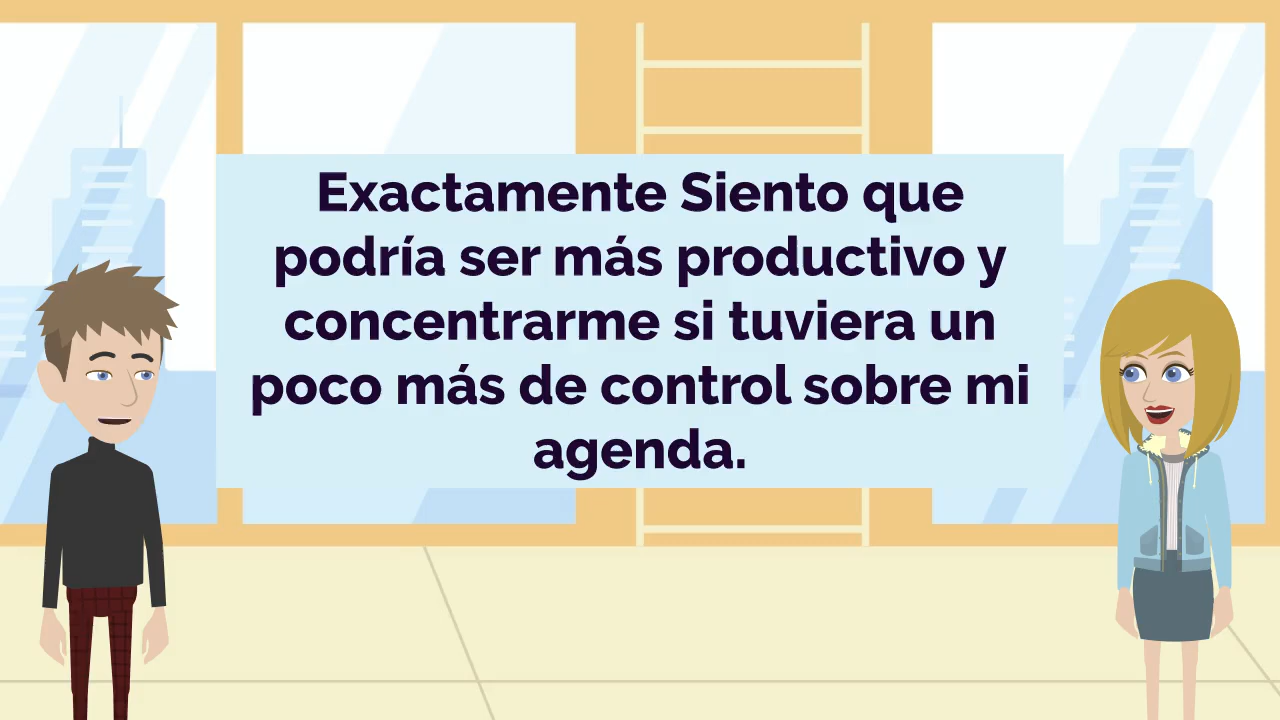 Exactamente Siento que
podría ser más productivo y
concentrarme si tuviera un
poco más de control sobre mi
agenda.